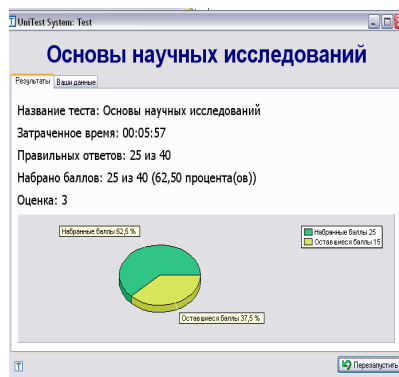 UniTest System: Test
Основы научных исследований
Результаты Ваши данные
Название теста: Основы научных исследований
Затраченное время: 00:05:57
Правильных ответов: 25 из 40
Набрано баллов: 25 из 40 (62,50 процента(ов))
Оценка: 3
Набранные баллы 62,5 %
Набранные баллы 25
Оставшиеся баллы 15
Оставшиеся баллы 37,5 %
Перезапустить